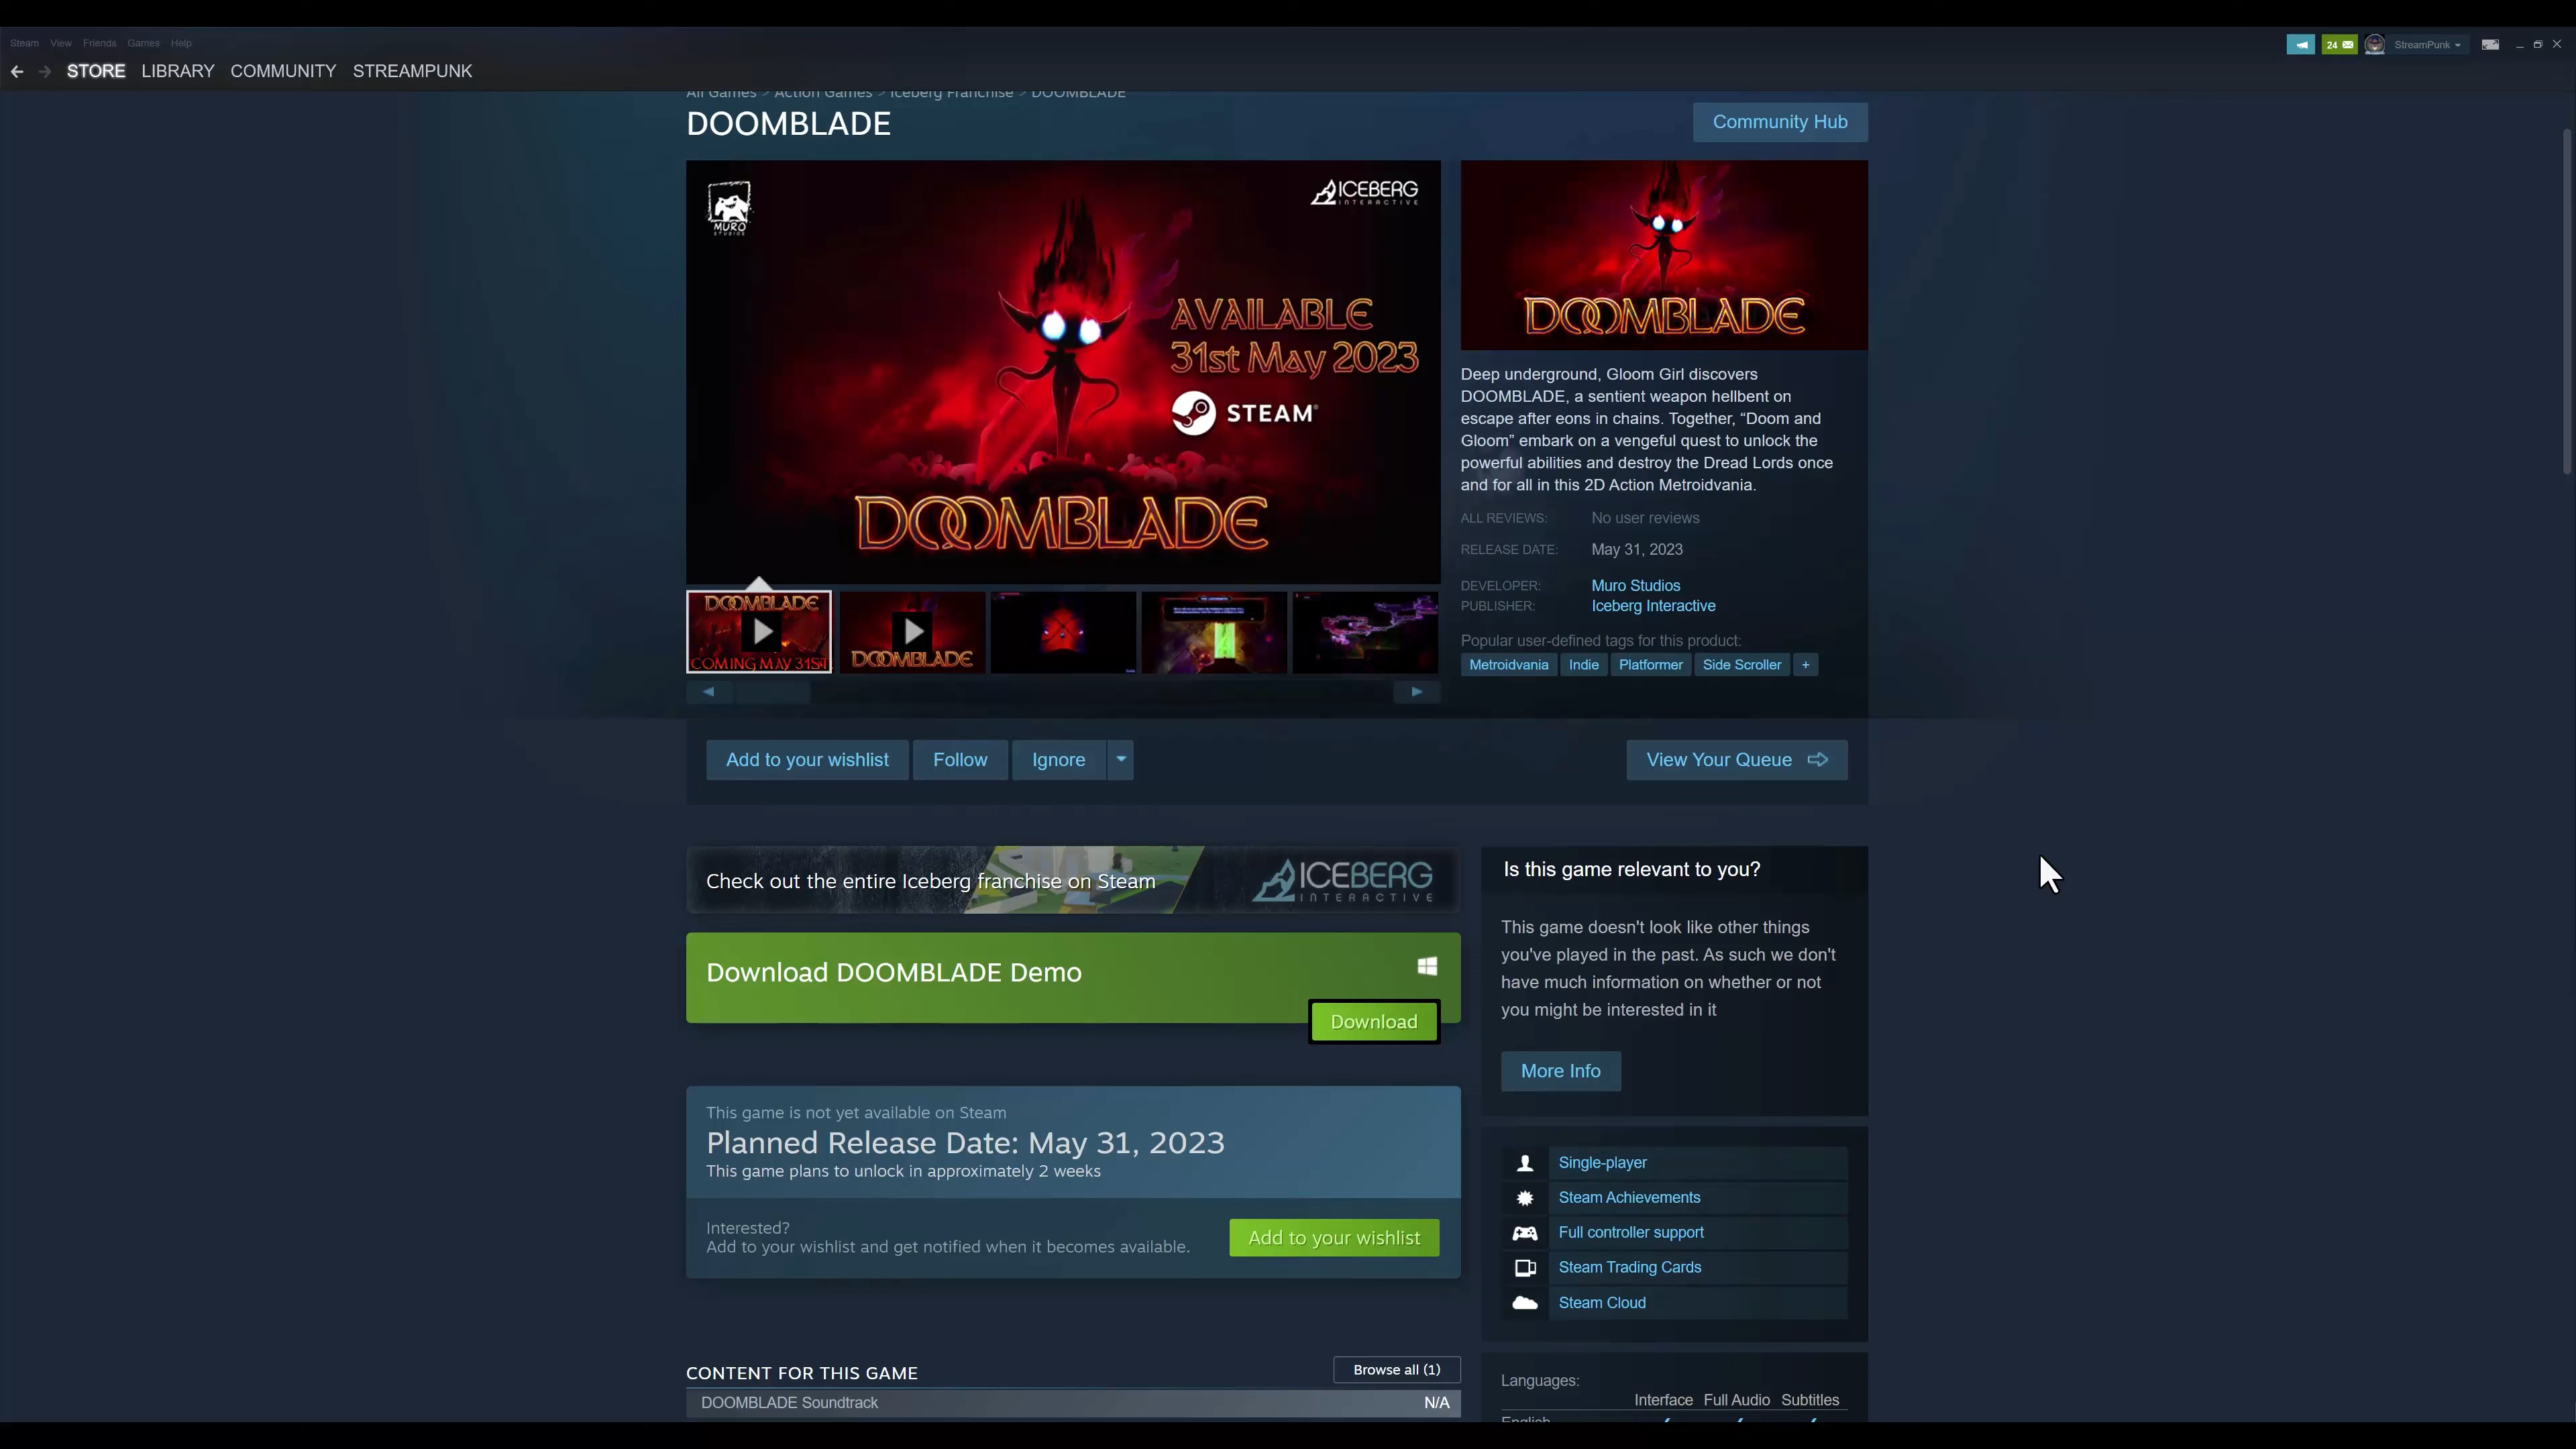 Steam View Friends Games Help
24 StreamPunk
STORE LIBRARY COMMUNITY STREAMPUNK
All Games > Action Games > Iceberg Franchise > DOOMBLADE
DOOMBLADE
Community Hub
MURO
STUDIOS
ICEBERG
INTERACTIVE
AVAILABLE
31st May 2023
STEAM
DOOMBLADE
DOOMBLADE
Deep underground, Gloom Girl discovers
DOOMBLADE, a sentient weapon hellbent on
escape after eons in chains. Together, “Doom and
Gloom” embark on a vengeful quest to unlock the
powerful abilities and destroy the Dread Lords once
and for all in this 2D Action Metroidvania.
ALL REVIEWS: No user reviews
RELEASE DATE: May 31, 2023
DEVELOPER: Muro Studios
PUBLISHER: Iceberg Interactive
Popular user-defined tags for this product:
Metroidvania Indie Platformer Side Scroller +
DOOMBLADE
COMING MAY 31ST
DOOMBLADE
Add to your wishlist Follow Ignore
View Your Queue
Check out the entire Iceberg franchise on Steam
ICEBERG
INTERACTIVE
Download DOOMBLADE Demo
Download
This game is not yet available on Steam
Planned Release Date: May 31, 2023
This game plans to unlock in approximately 2 weeks
Interested?
Add to your wishlist and get notified when it becomes available.
Add to your wishlist
CONTENT FOR THIS GAME
Browse all (1)
DOOMBLADE Soundtrack N/A
Is this game relevant to you?
This game doesn't look like other things
you've played in the past. As such we don't
have much information on whether or not
you might be interested in it
More Info
Single-player
Steam Achievements
Full controller support
Steam Trading Cards
Steam Cloud
Languages:
Interface Full Audio Subtitles
English